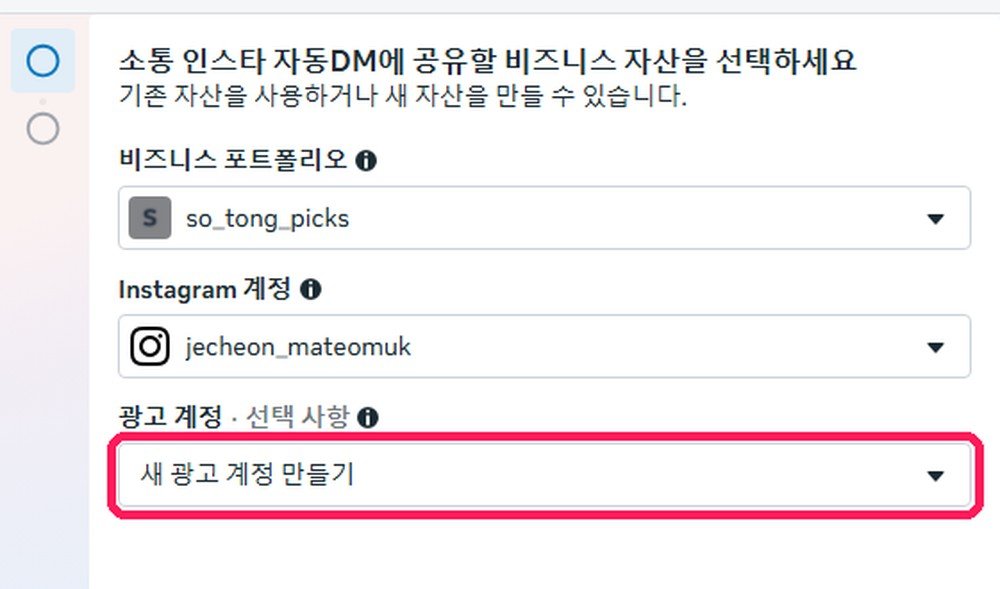 소통 인스타 자동DM에 공유할 비즈니스 자산을 선택하세요
기존 자산을 사용하거나 새 자산을 만들 수 있습니다.
비즈니스 포트폴리오
S so_tong_picks
Instagram 계정
jecheon_mateomuk
광고 계정 · 선택 사항
새 광고 계정 만들기